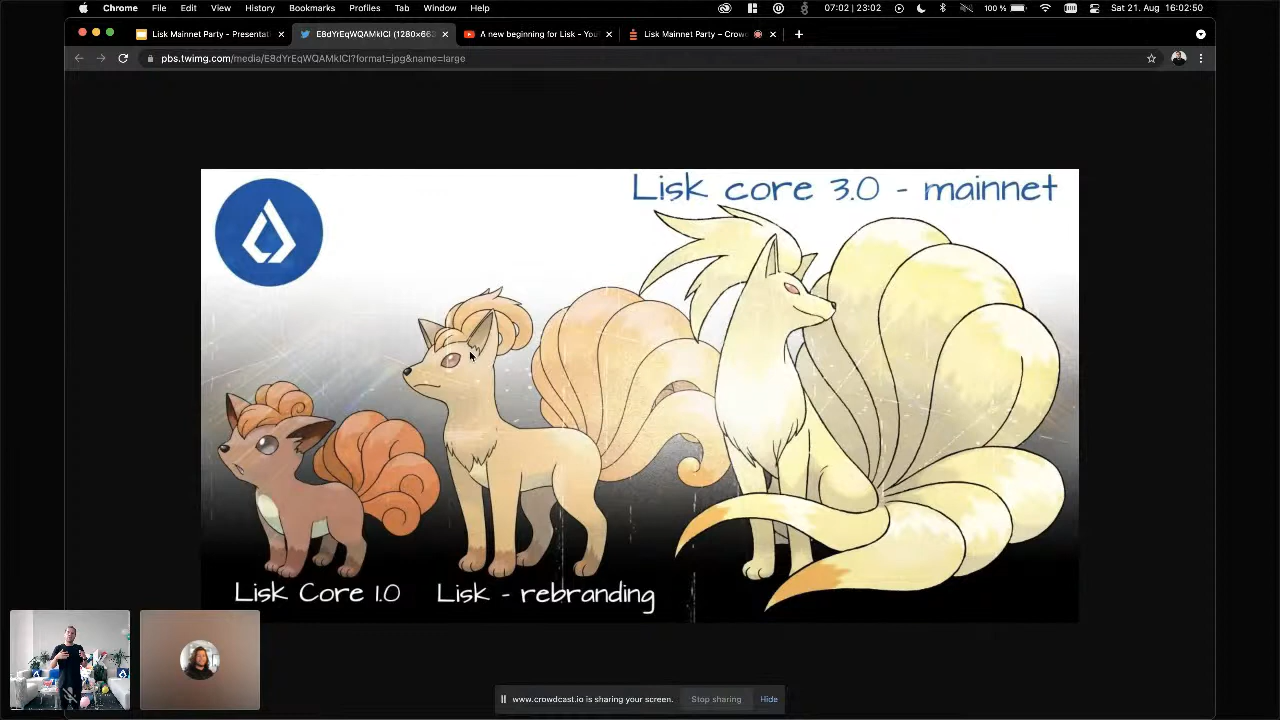 Chrome File Edit View History Bookmarks Profiles Tab Window Help 07:02 | 23:02 100 % Sat 21. Aug 16:02:50
Lisk Mainnet Party - Presentat
E8dYrEqWQAMkICI (1280×66
A new beginning for Lisk - You
Lisk Mainnet Party – Crow
pbs.twimg.com/media/E8dYrEqWQAMkICI?format=jpg&name=large
Lisk core 3.0 - mainnet
Lisk Core 1.0
Lisk - rebranding
www.crowdcast.io is sharing your screen. Stop sharing Hide